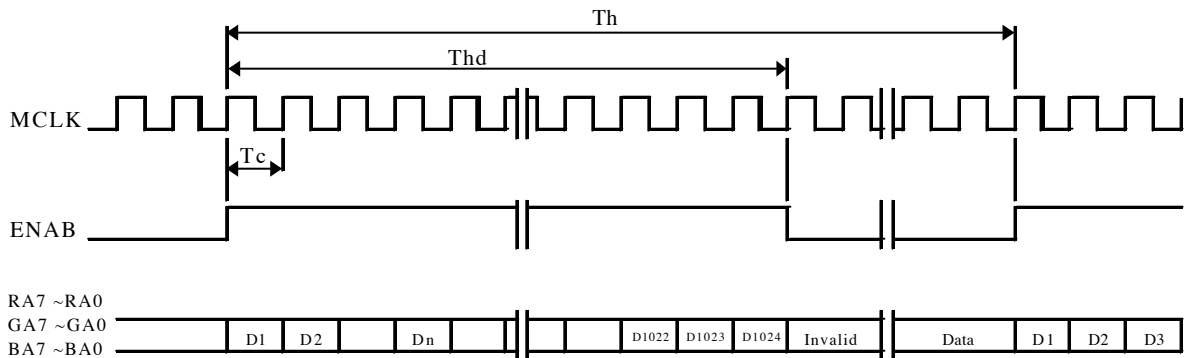 Th
Thd
MCLK
Tc
ENAB
RA7 ~RA0
GA7 ~GA0
BA7 ~BA0
D1 D2 Dn D1022 D1023 D1024 Invalid Data D1 D2 D3